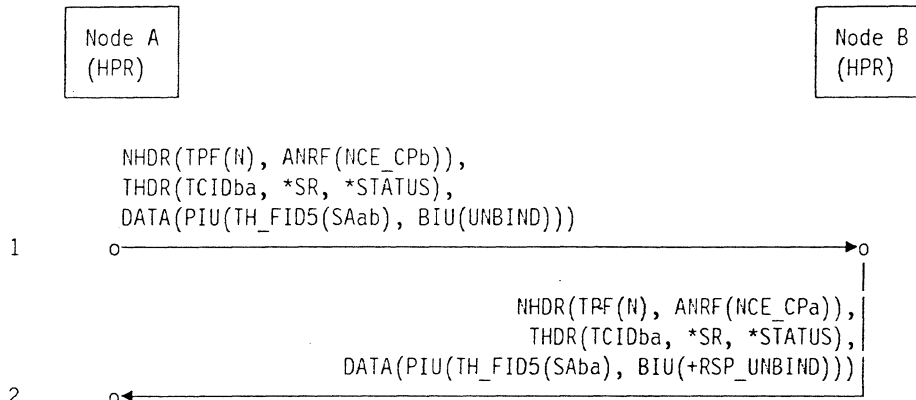 Node A
(HPR)
Node B
(HPR)
NHDR(TPF(N), ANRF(NCE_CPb)),
THDR(TCIDba, *SR, *STATUS),
DATA(PIU(TH_FID5(SAab), BIU(UNBIND)))
1
NHDR(TPF(N), ANRF(NCE_CPa)),
THDR(TCIDba, *SR, *STATUS),
DATA(PIU(TH_FID5(SAba), BIU(+RSP_UNBIND)))
2